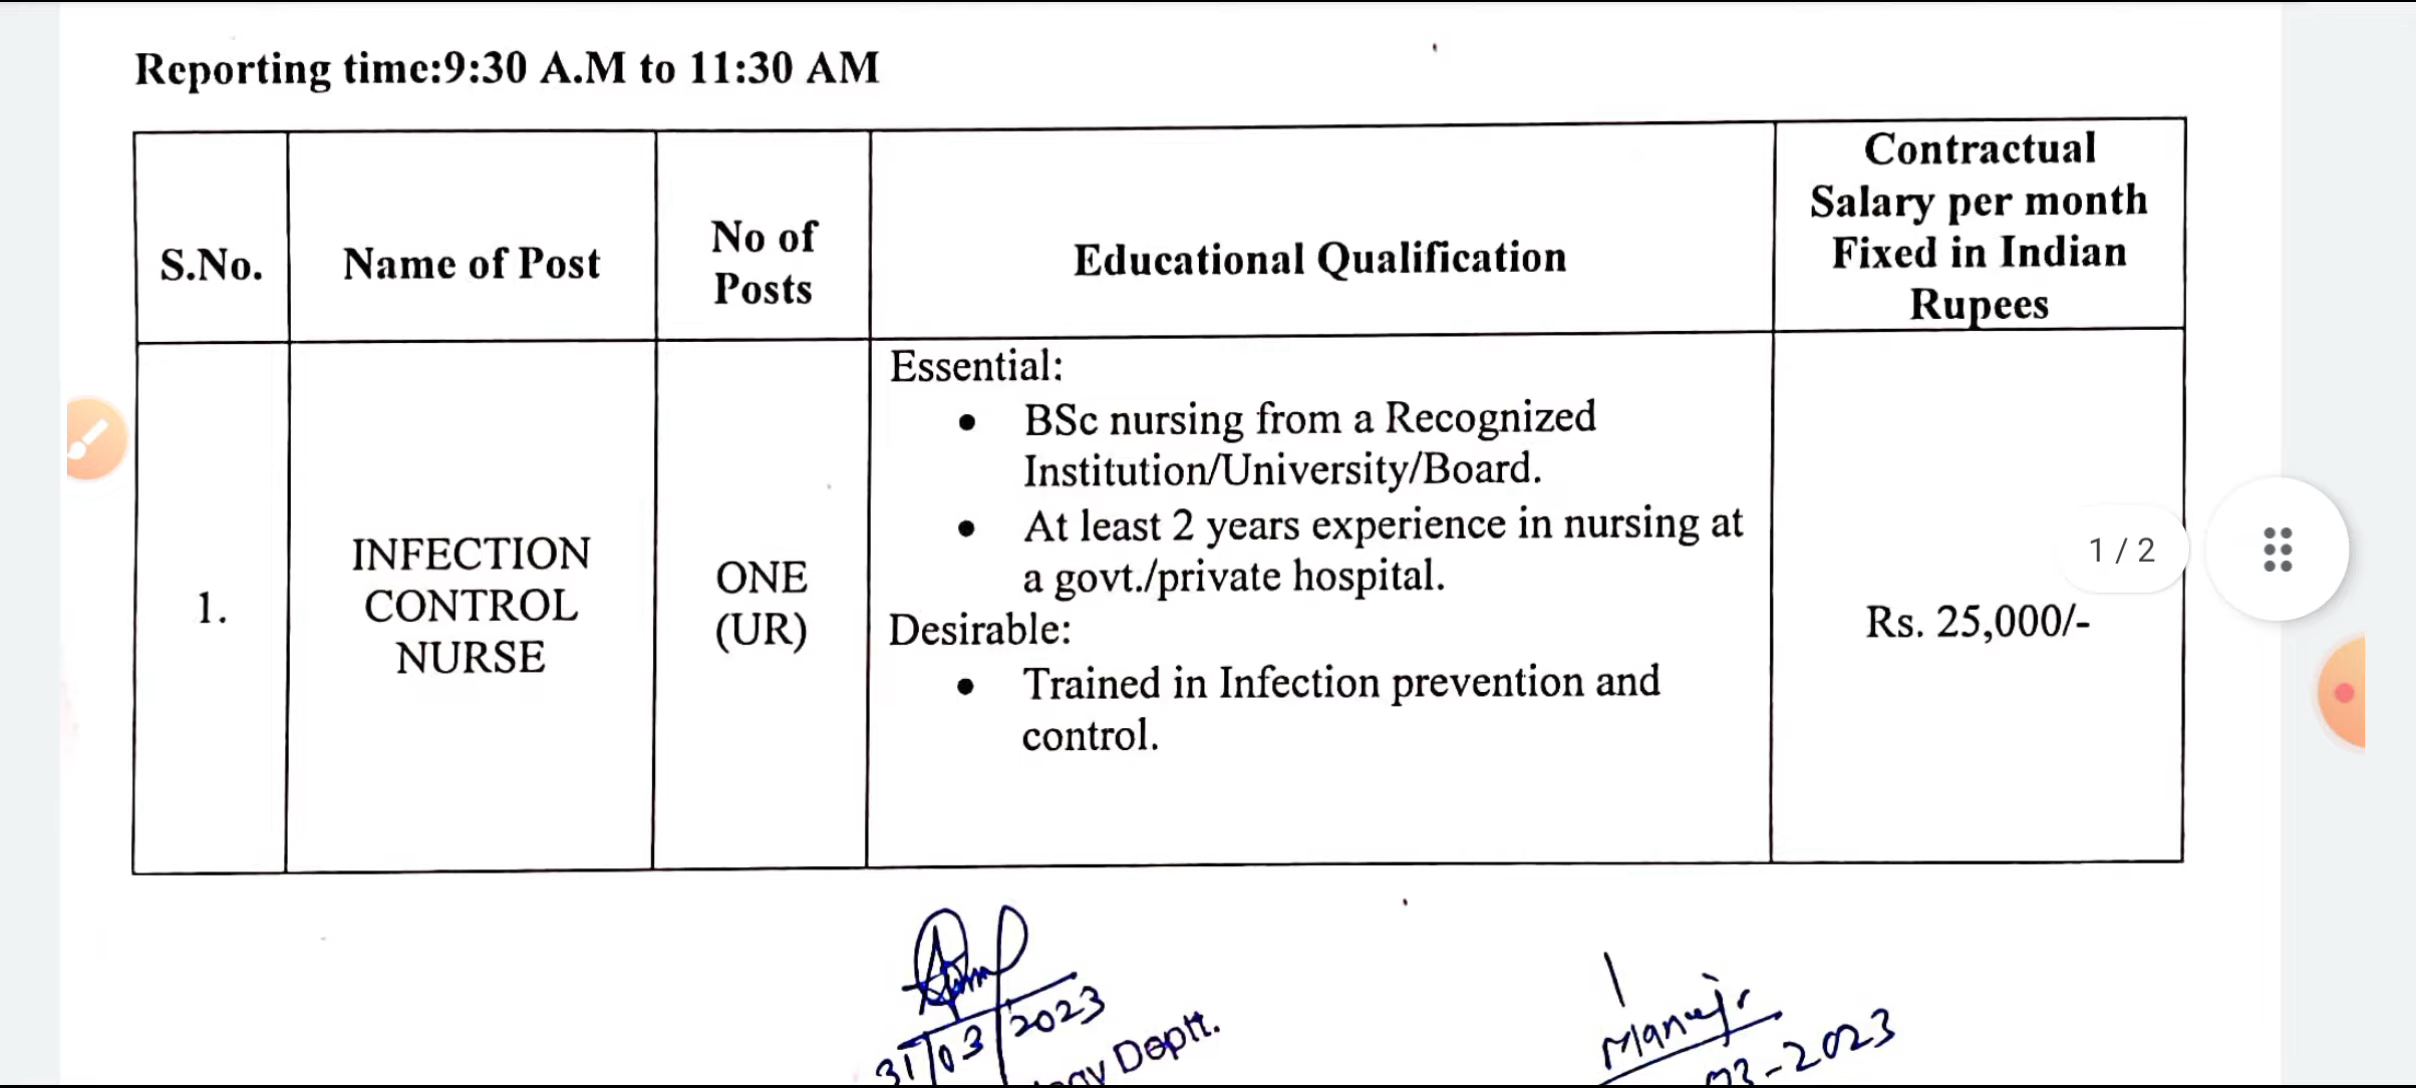 Reporting time:9:30 A.M to 11:30 AM
S.No.
Name of Post
No of
Posts
Educational Qualification
Contractual
Salary per month
Fixed in Indian
Rupees
1.
INFECTION
CONTROL
NURSE
ONE
(UR)
Essential:
• BSc nursing from a Recognized
Institution/University/Board.
• At least 2 years experience in nursing at
a govt./private hospital.
Desirable:
• Trained in Infection prevention and
control.
Rs. 25,000/-
1 / 2
31/03/2023
Deptt.
03-2023